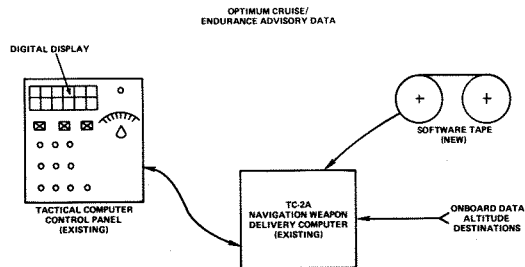 OPTIMUM CRUISE/
ENDURANCE ADVISORY DATA
DIGITAL DISPLAY
SOFTWARE TAPE
(NEW)
TACTICAL COMPUTER
CONTROL PANEL
(EXISTING)
TC-2A
NAVIGATION WEAPON
DELIVERY COMPUTER
(EXISTING)
ONBOARD DATA
ALTITUDE
DESTINATIONS